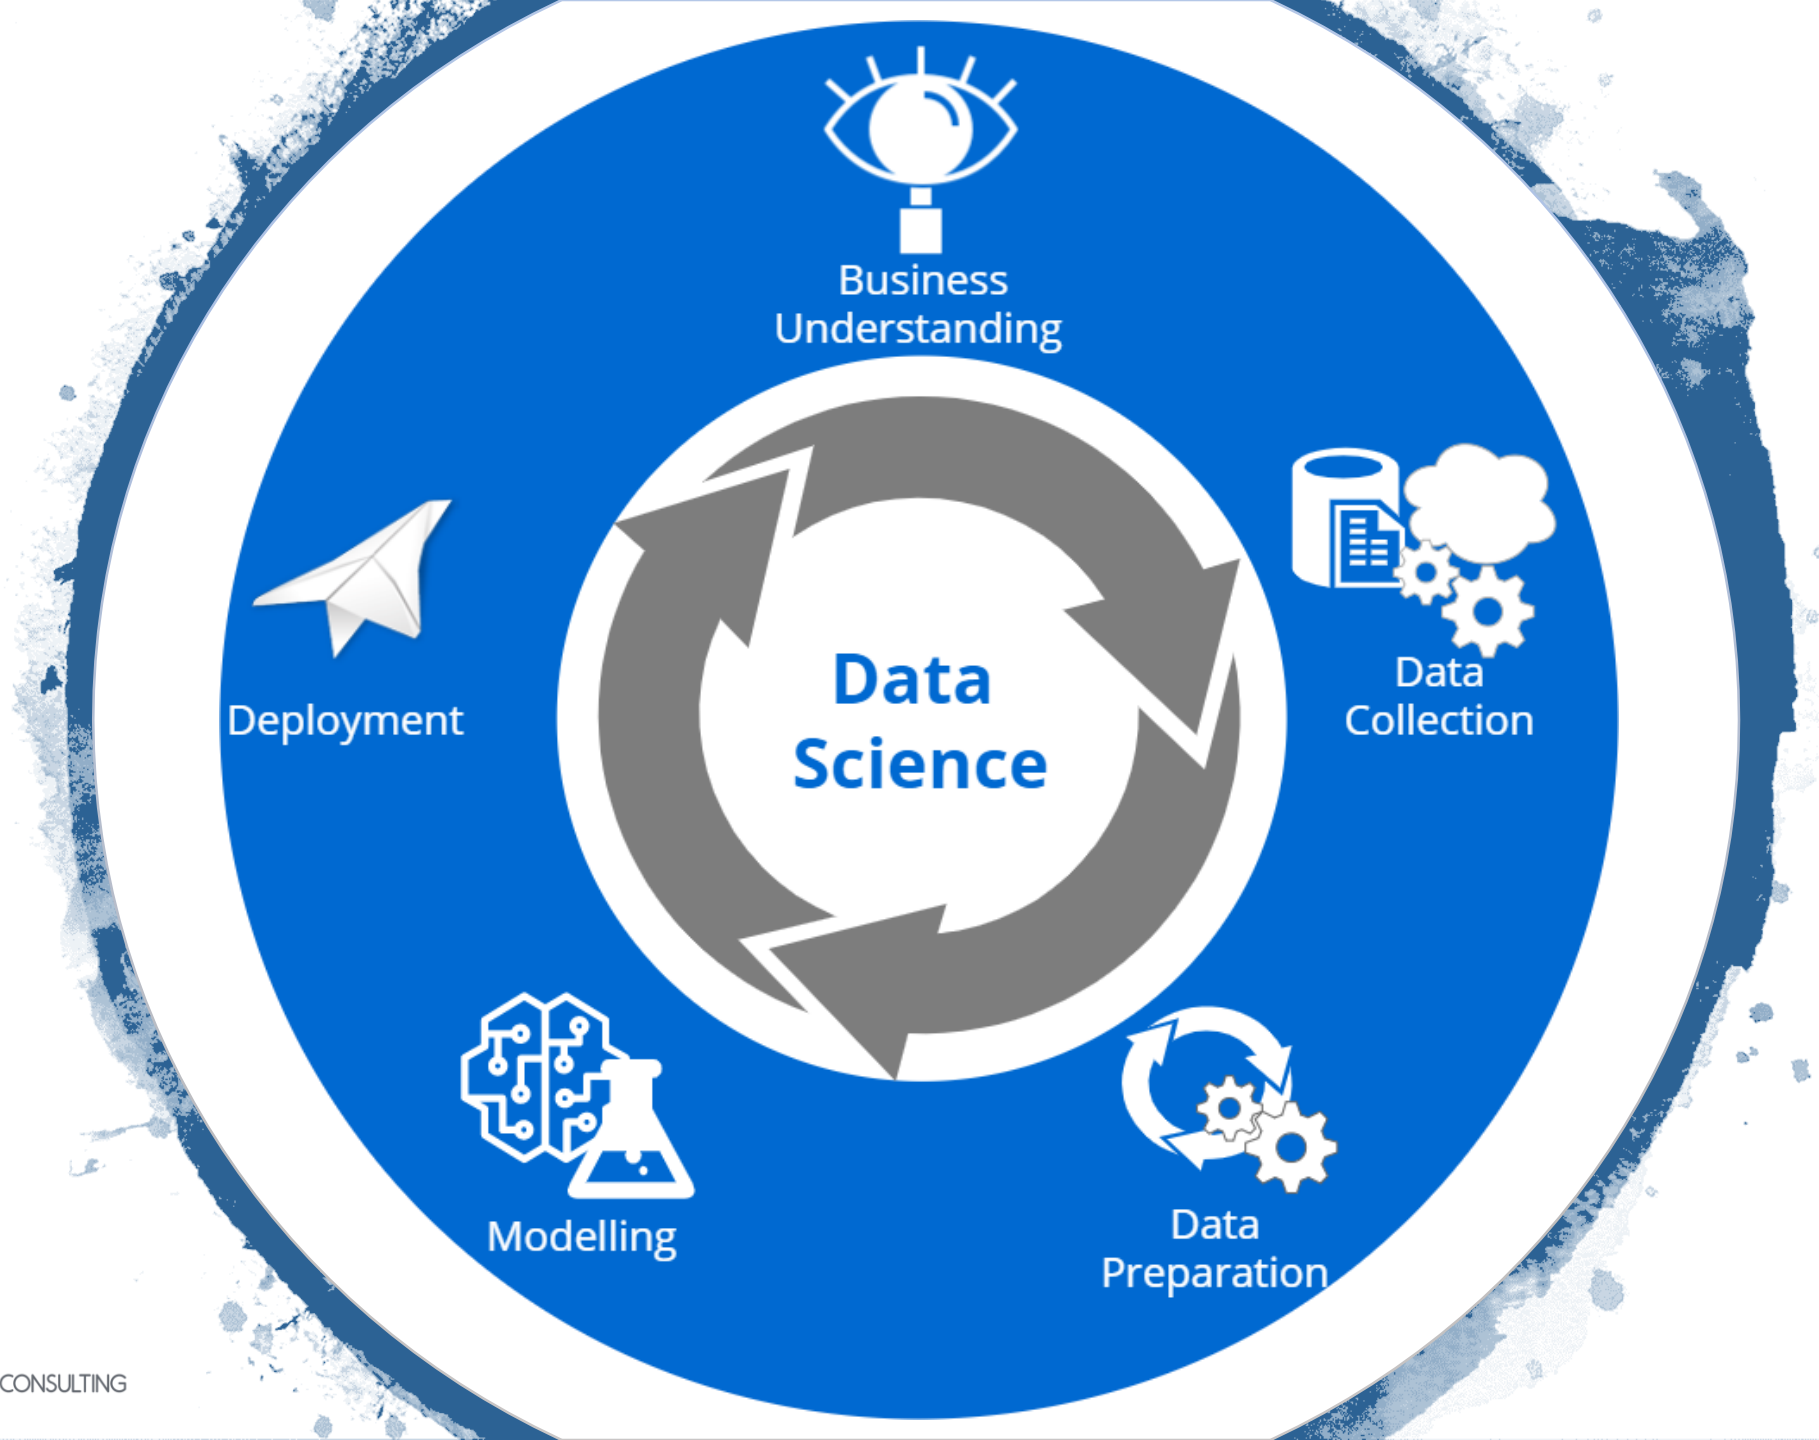 Business
Understanding
Data
Collection
Deployment
Data
Science
Modelling
Data
Preparation
CONSULTING